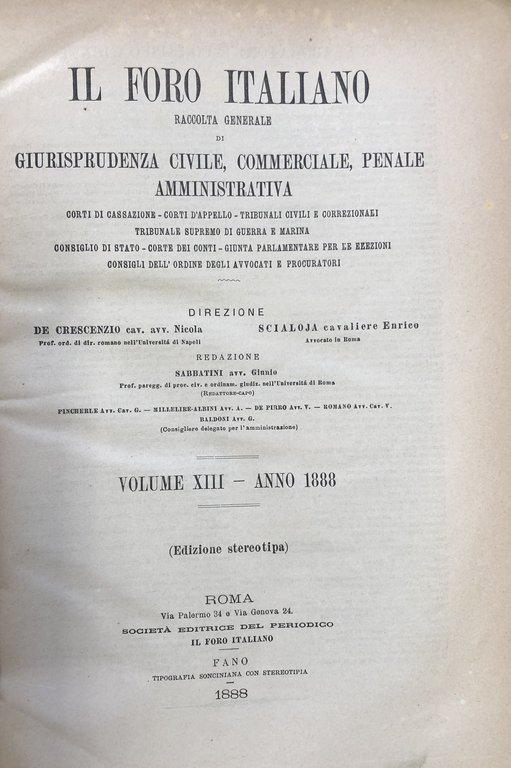 IL FORO ITALIANO
RACCOLTA GENERALE
DI
GIURISPRUDENZA CIVILE, COMMERCIALE, PENALE
AMMINISTRATIVA
CORTI DI CASSAZIONE - CORTI D'APPELLO - TRIBUNALI CIVILI E CORREZIONALI
TRIBUNALE SUPREMO DI GUERRA E MARINA
CONSIGLIO DI STATO - CORTE DEI CONTI - GIUNTA PARLAMENTARE PER LE ELEZIONI
CONSIGLI DELL'ORDINE DEGLI AVVOCATI E PROCURATORI
DIREZIONE
DE CRESCENZIO cav. avv. Nicola
Prof. ord. di dir. romano nell'Università di Napoli
SCIALOJA cavaliere Enrico
Avvocato in Roma
REDAZIONE
SABBATINI avv. Giunio
Prof. paregg. di proc. civ. e ordinam. giudiz. nell'Università di Roma
(REDATTORE-CAPO)
PINCHERLE AVV. CAV. G. — MILLELIRE-ALBINI AVV. A. — DE PIRRO AVV. V. — ROMANO AVV. CAV. V.
BALDONI AVV. G.
(Consigliere delegato per l'amministrazione)
VOLUME XIII — ANNO 1888
(Edizione stereotipa)
ROMA
Via Palermo 34 e Via Genova 24.
SOCIETÀ EDITRICE DEL PERIODICO
IL FORO ITALIANO
FANO
TIPOGRAFIA SONCINIANA CON STEREOTIPIA
1888